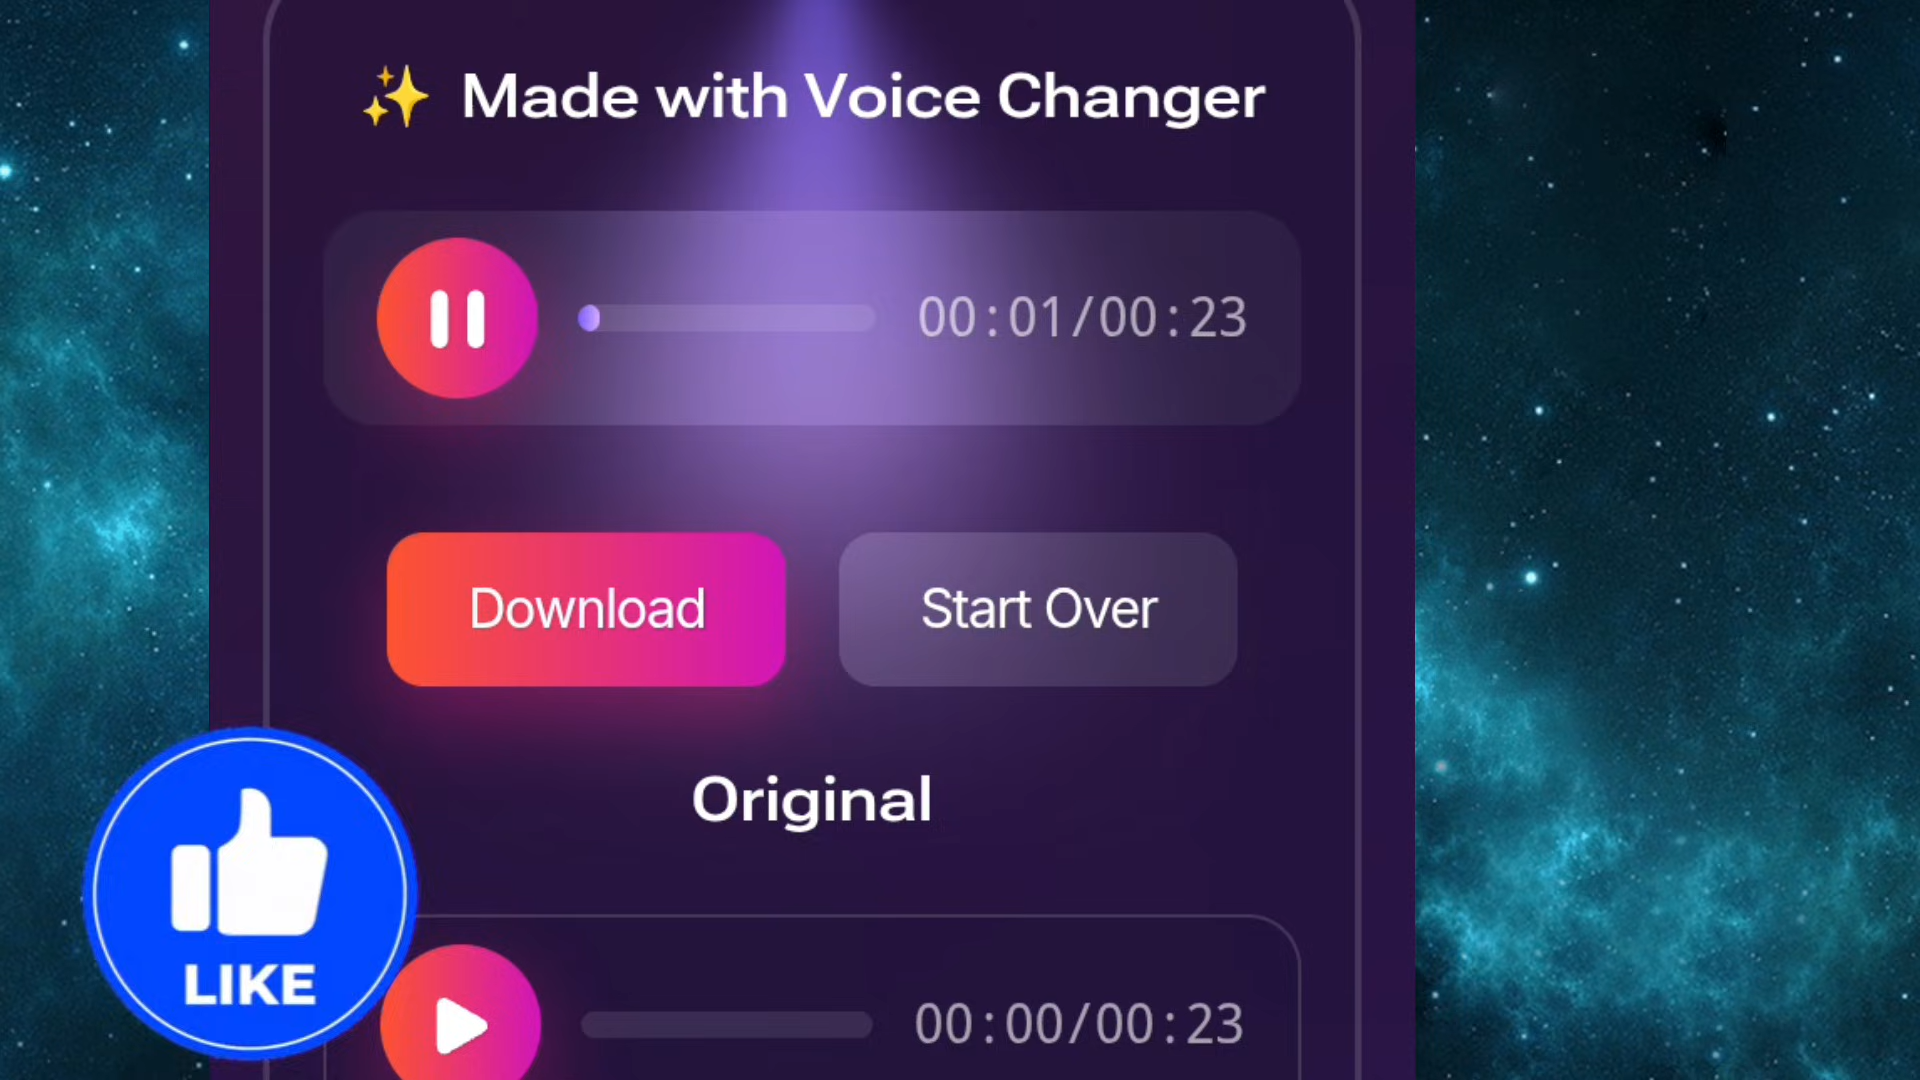 ✨ Made with Voice Changer
00:01/00:23
Download
Start Over
Original
LIKE
00:00/00:23